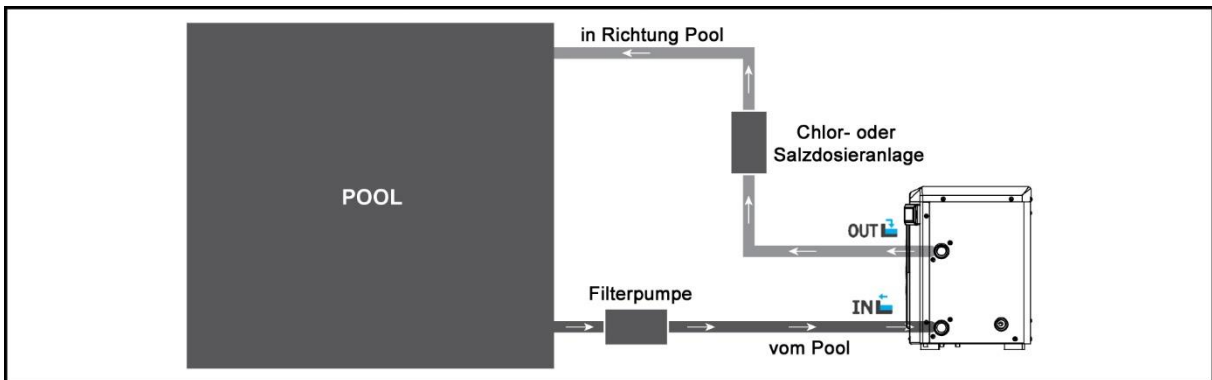 in Richtung Pool
Chlor- oder
Salzdosieranlage
POOL
OUT
Filterpumpe
IN
vom Pool